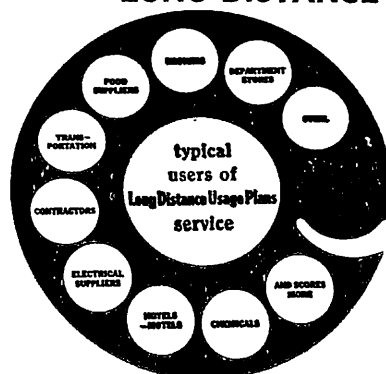 LONG DISTANCE
FOOD
SUPPLIERS
DEPARTMENT
STORES
TRANS-
PORTATION
CONTRACTORS
ELECTRICAL
SUPPLIERS
HOTELS
-MOTELS
CHEMICALS
AND SCORES
MORE
typical
users of
Long Distance Usage Plans
service